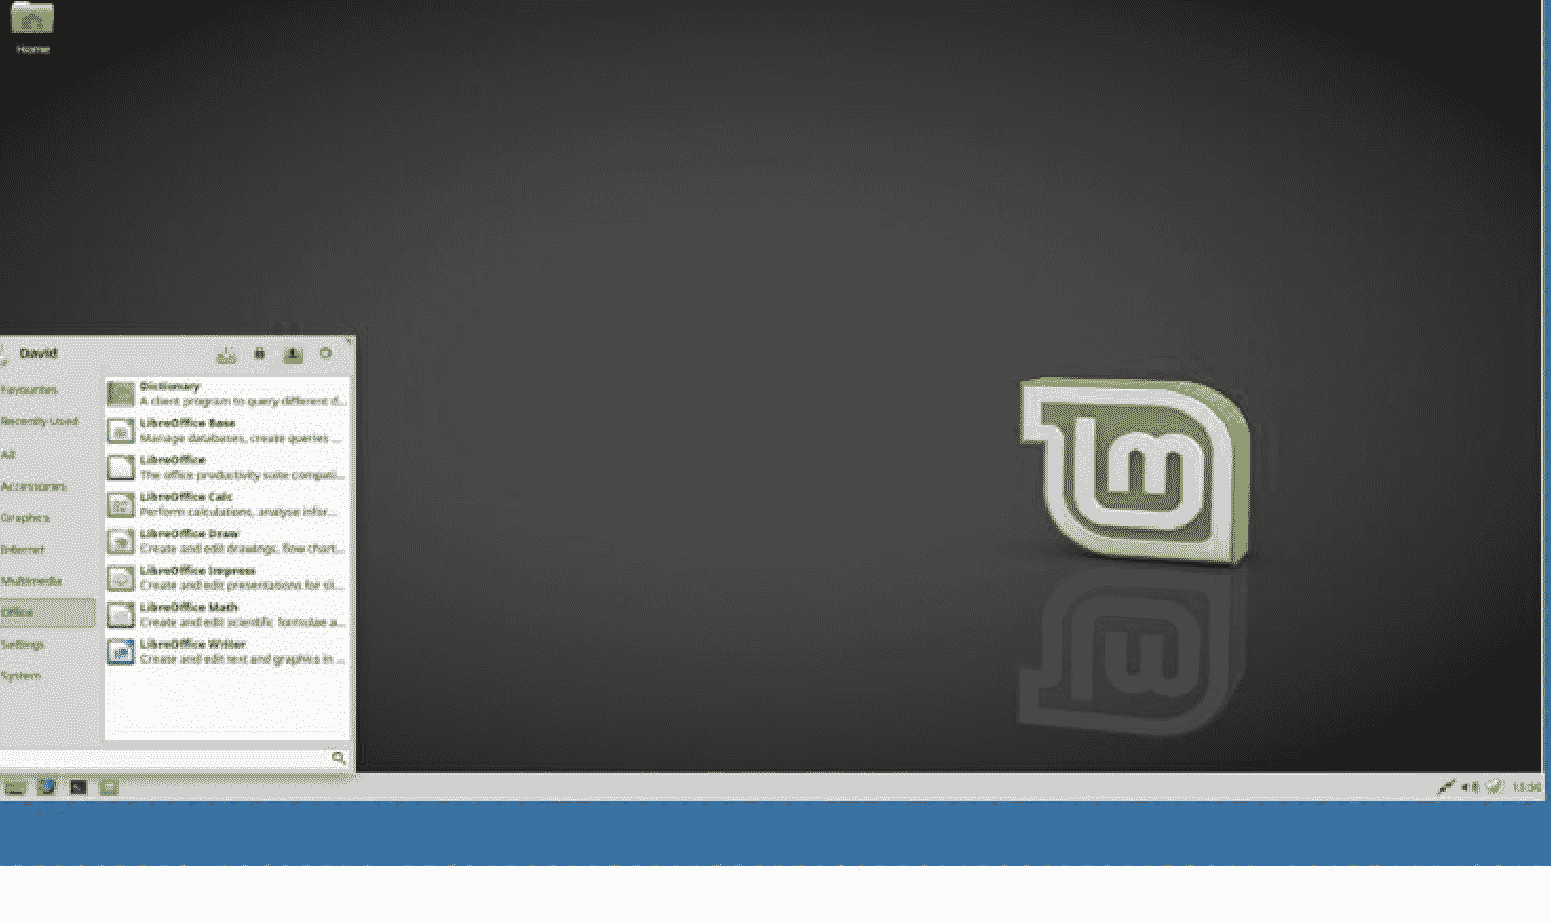 Home
David
Favourites
Recently Used
All
Accessories
Graphics
Internet
Multimedia
Office
Settings
System
Dictionary
A client program to query different d...
LibreOffice Base
Manage databases, create queries ...
LibreOffice
The office productivity suite compati...
LibreOffice Calc
Perform calculations, analyse infor...
LibreOffice Draw
Create and edit drawings, flow chart...
LibreOffice Impress
Create and edit presentations for sli...
LibreOffice Math
Create and edit scientific formulae a...
LibreOffice Writer
Create and edit text and graphics in ...